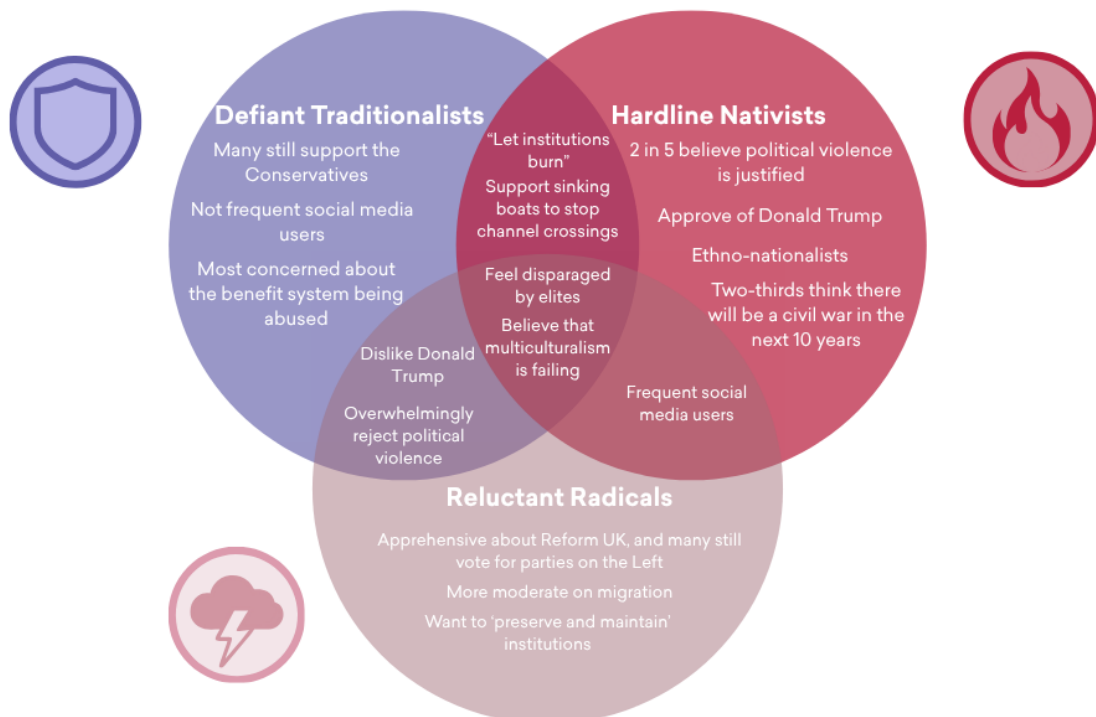 Defiant Traditionalists
Many still support the
Conservatives
Not frequent social media
users
Most concerned about
the benefit system being
abused
Hardline Nativists
2 in 5 believe political violence
is justified
Approve of Donald Trump
Ethno-nationalists
Two-thirds think there
will be a civil war in the
next 10 years
“Let institutions
burn”
Support sinking
boats to stop
channel crossings
Feel disparaged
by elites
Believe that
multiculturalism
is failing
Dislike Donald
Trump
Overwhelmingly
reject political
violence
Frequent social
media users
Reluctant Radicals
Apprehensive about Reform UK, and many still
vote for parties on the Left
More moderate on migration
Want to ‘preserve and maintain’
institutions